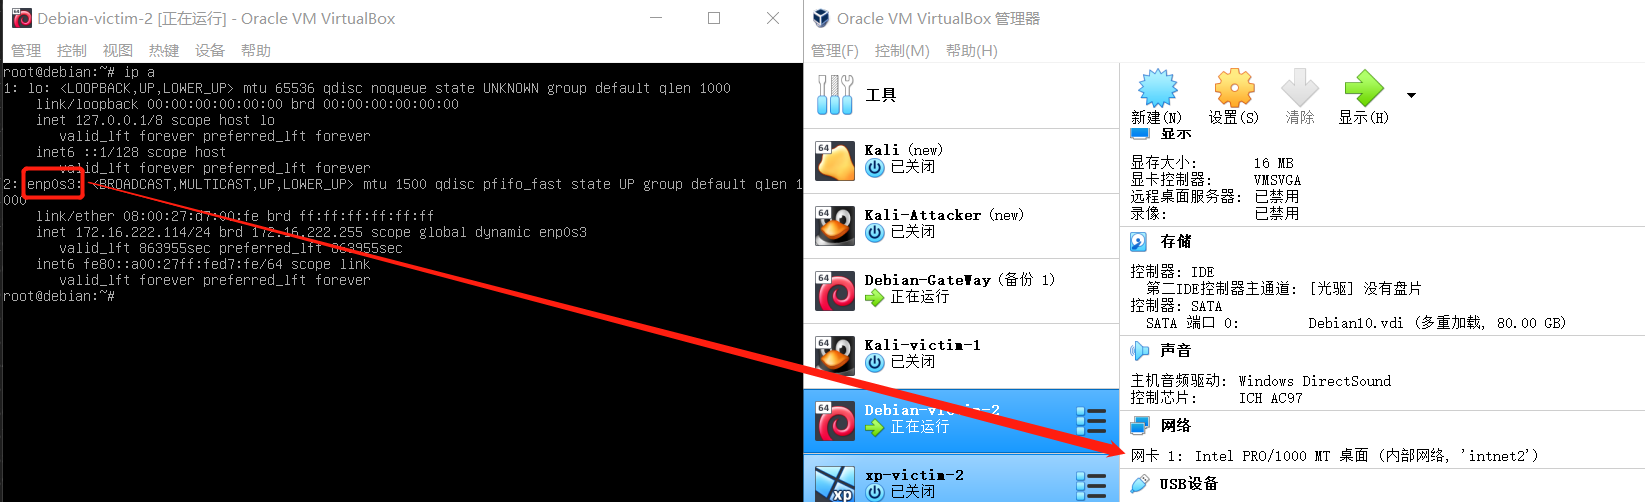 Debian-victim-2 [正在运行] - Oracle VM VirtualBox
管理 控制 视图 热键 设备 帮助
root@debian:~# ip a
1: lo: <LOOPBACK,UP,LOWER_UP> mtu 65536 qdisc noqueue state UNKNOWN group default qlen 1000
link/loopback 00:00:00:00:00:00 brd 00:00:00:00:00:00
inet 127.0.0.1/8 scope host lo
valid_lft forever preferred_lft forever
inet6 ::1/128 scope host
valid_lft forever preferred_lft forever
2: enp0s3: <BROADCAST,MULTICAST,UP,LOWER_UP> mtu 1500 qdisc pfifo_fast state UP group default qlen 1
000
link/ether 08:00:27:d7:00:fe brd ff:ff:ff:ff:ff:ff
inet 172.16.222.114/24 brd 172.16.222.255 scope global dynamic enp0s3
valid_lft 863955sec preferred_lft 863955sec
inet6 fe80::a00:27ff:fed7:fe/64 scope link
valid_lft forever preferred_lft forever
root@debian:~#
Oracle VM VirtualBox 管理器
管理(F) 控制(M) 帮助(H)
工具
64
Kali (new)
已关闭
64
Kali-Attacker (new)
已关闭
64
Debian-GateWay (备份 1)
正在运行
64
Kali-victim-1
已关闭
64
Debian-victim-2
正在运行
xp
xp-victim-2
已关闭
新建(N) 设置(S) 清除 显示(H)
显示
显存大小: 16 MB
显卡控制器: VMSVGA
远程桌面服务器: 已禁用
录像: 已禁用
存储
控制器: IDE
第二IDE控制器主通道: [光驱] 没有盘片
控制器: SATA
SATA 端口 0: Debian10.vdi (多重加载, 80.00 GB)
声音
主机音频驱动: Windows DirectSound
控制芯片: ICH AC97
网络
网卡 1: Intel PRO/1000 MT 桌面 (内部网络, 'intnet2')
USB设备